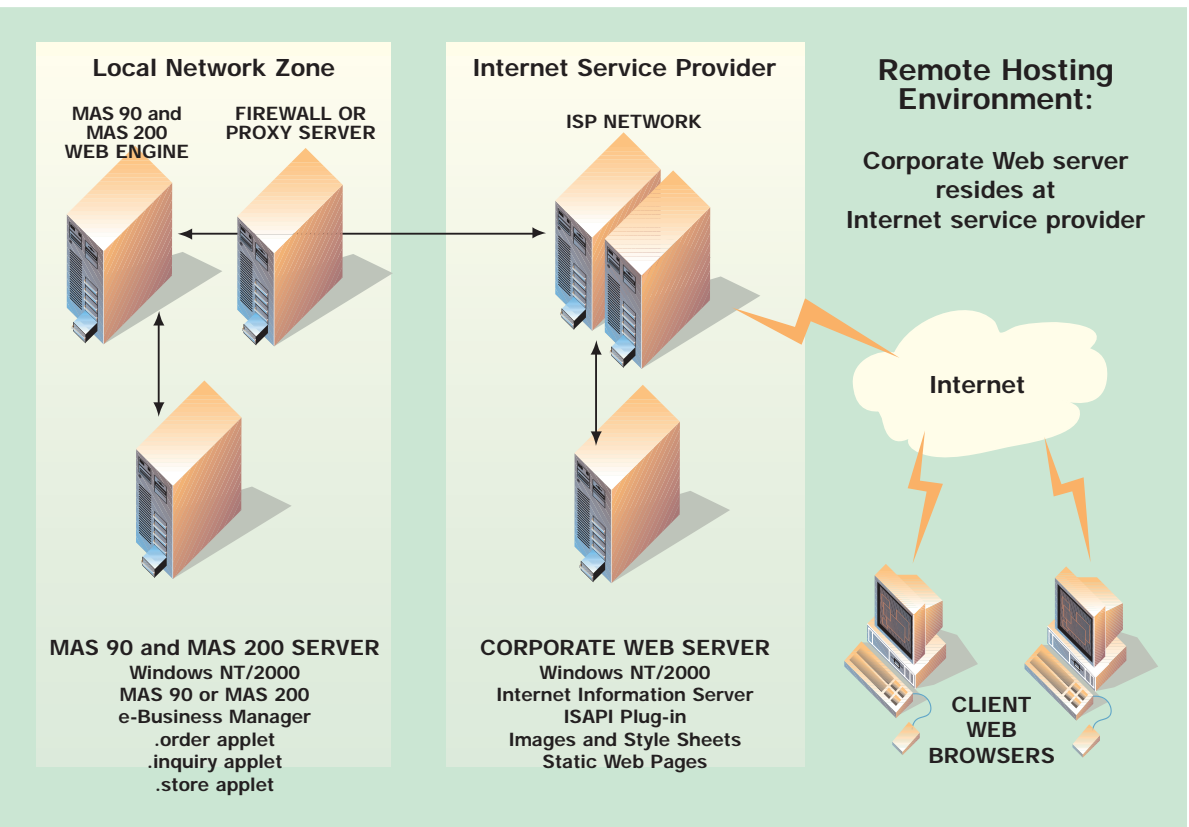 Local Network Zone
MAS 90 and
MAS 200
WEB ENGINE
FIREWALL OR
PROXY SERVER
MAS 90 and MAS 200 SERVER
Windows NT/2000
MAS 90 or MAS 200
e-Business Manager
.order applet
.inquiry applet
.store applet
Internet Service Provider
ISP NETWORK
CORPORATE WEB SERVER
Windows NT/2000
Internet Information Server
ISAPI Plug-in
Images and Style Sheets
Static Web Pages
Remote Hosting
Environment:
Corporate Web server
resides at
Internet service provider
Internet
CLIENT
WEB
BROWSERS